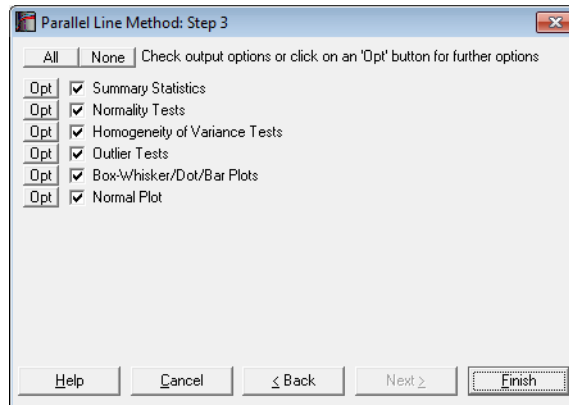 Parallel Line Method: Step 3
All None Check output options or click on an 'Opt' button for further options
Opt Summary Statistics
Opt Normality Tests
Opt Homogeneity of Variance Tests
Opt Outlier Tests
Opt Box-Whisker/Dot/Bar Plots
Opt Normal Plot
Help Cancel < Back Next > Finish